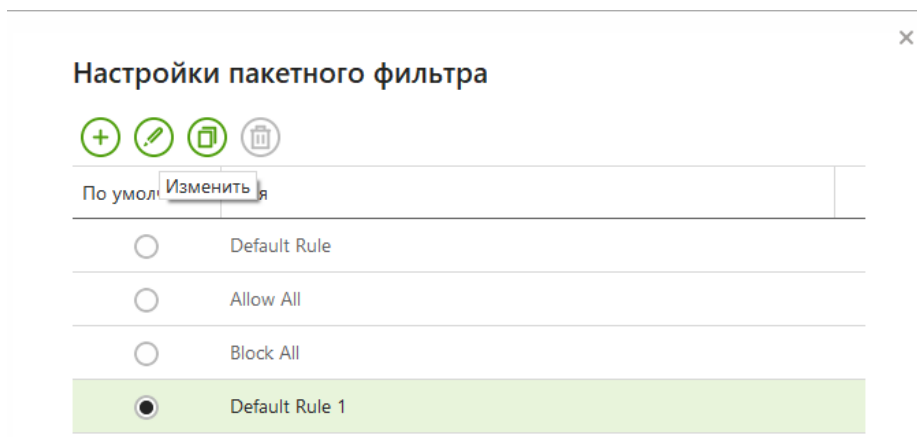 Настройки пакетного фильтра
Изменить
По умол я
Default Rule
Allow All
Block All
Default Rule 1